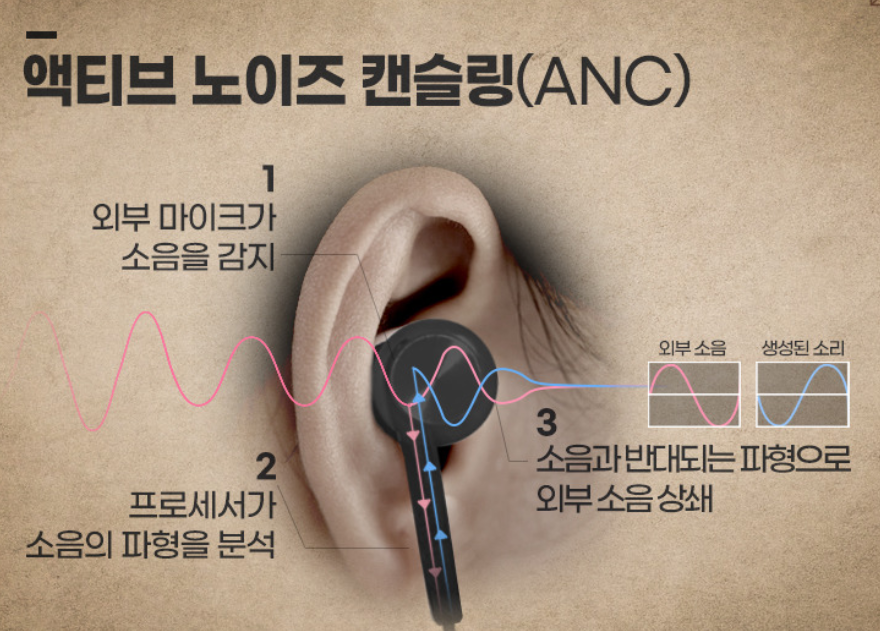 액티브 노이즈 캔슬링(ANC)
1
외부 마이크가
소음을 감지
2
프로세서가
소음의 파형을 분석
외부 소음
생성된 소리
3
소음과 반대되는 파형으로
외부 소음 상쇄